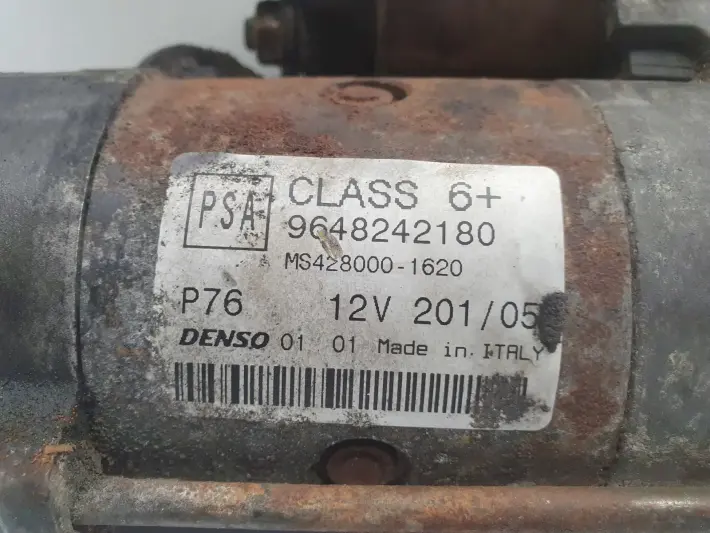 PSA CLASS 6+
9648242180
MS428000-1620
P76 12V 201/05
DENSO 01 01 Made in ITALY